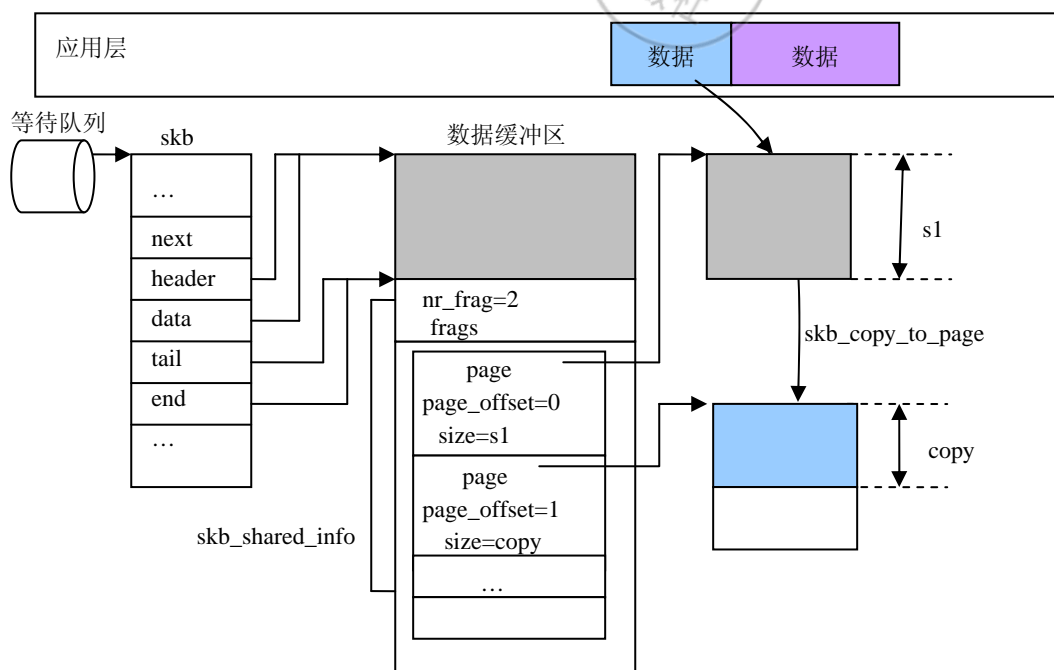 应用层
数据
数据
等待队列
skb
…
next
header
data
tail
end
…
数据缓冲区
nr_frag=2
frags
page
page_offset=0
size=s1
page
page_offset=1
size=copy
…
skb_shared_info
s1
skb_copy_to_page
copy